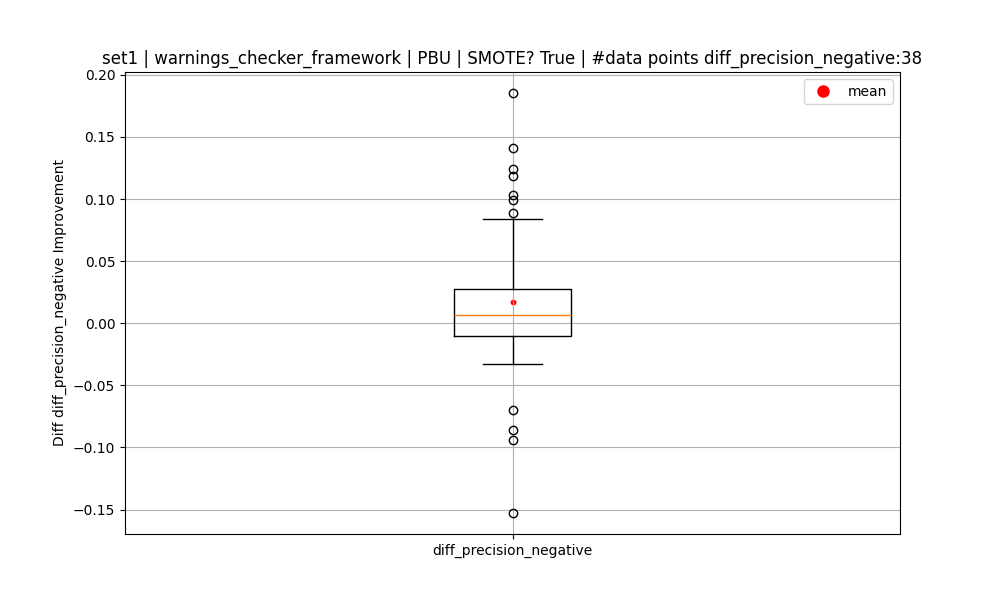 set1 | warnings_checker_framework | PBU | SMOTE? True | #data points diff_precision_negative:38
mean
0.20
0.15
0.10
0.05
0.00
−0.05
−0.10
−0.15
Diff diff_precision_negative Improvement
diff_precision_negative